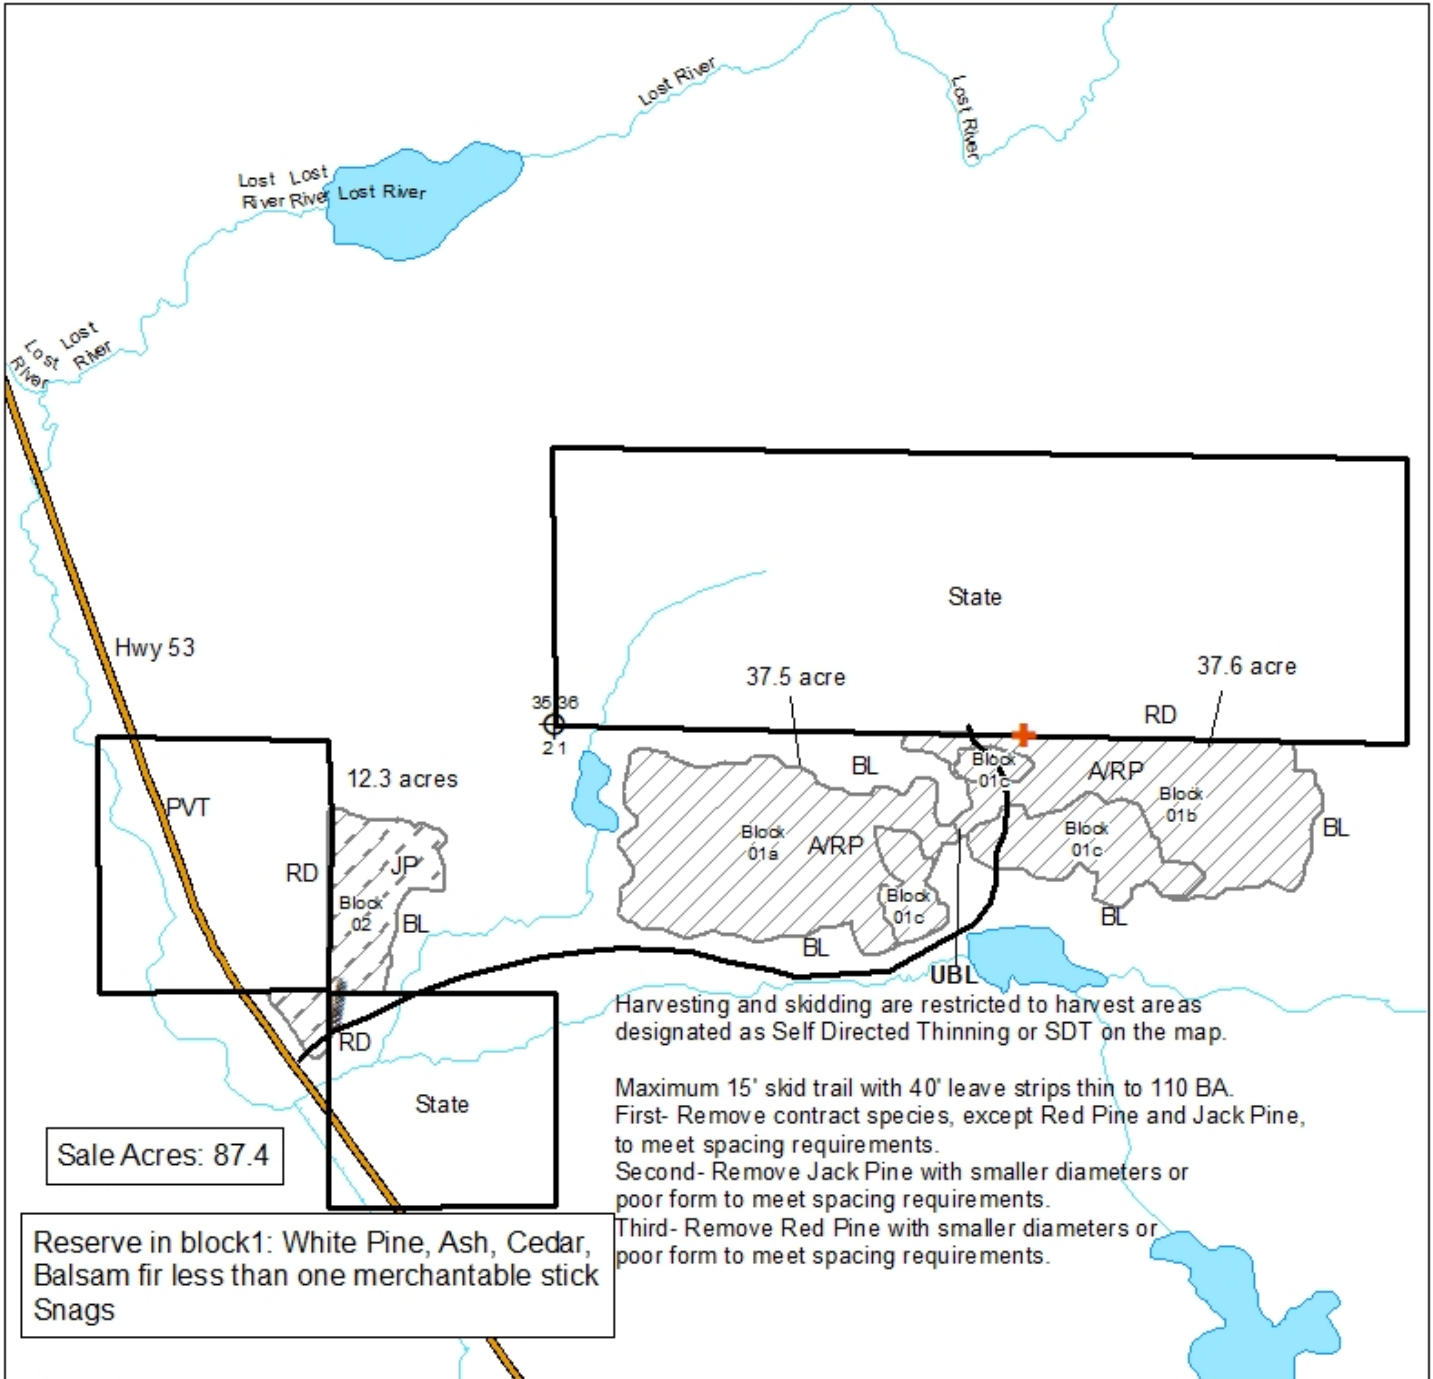 Lost River
Lost River
Lost Lost
River River Lost River
Lost Lost
River River
State
Hwy 53
37.5 acre
37.6 acre
35 36
2 1
RD
12.3 acres
PVT
BL
Block
01c
A/RP
Block
01b
BL
Block
01a
A/RP
Block
01c
RD
JP
Block
02
BL
Block
01c
BL
BL
UBL
RD
Harvesting and skidding are restricted to harvest areas
designated as Self Directed Thinning or SDT on the map.
Maximum 15' skid trail with 40' leave strips thin to 110 BA.
First- Remove contract species, except Red Pine and Jack Pine,
to meet spacing requirements.
Second- Remove Jack Pine with smaller diameters or
poor form to meet spacing requirements.
Third- Remove Red Pine with smaller diameters or
poor form to meet spacing requirements.
State
Sale Acres: 87.4
Reserve in block1: White Pine, Ash, Cedar,
Balsam fir less than one merchantable stick
Snags